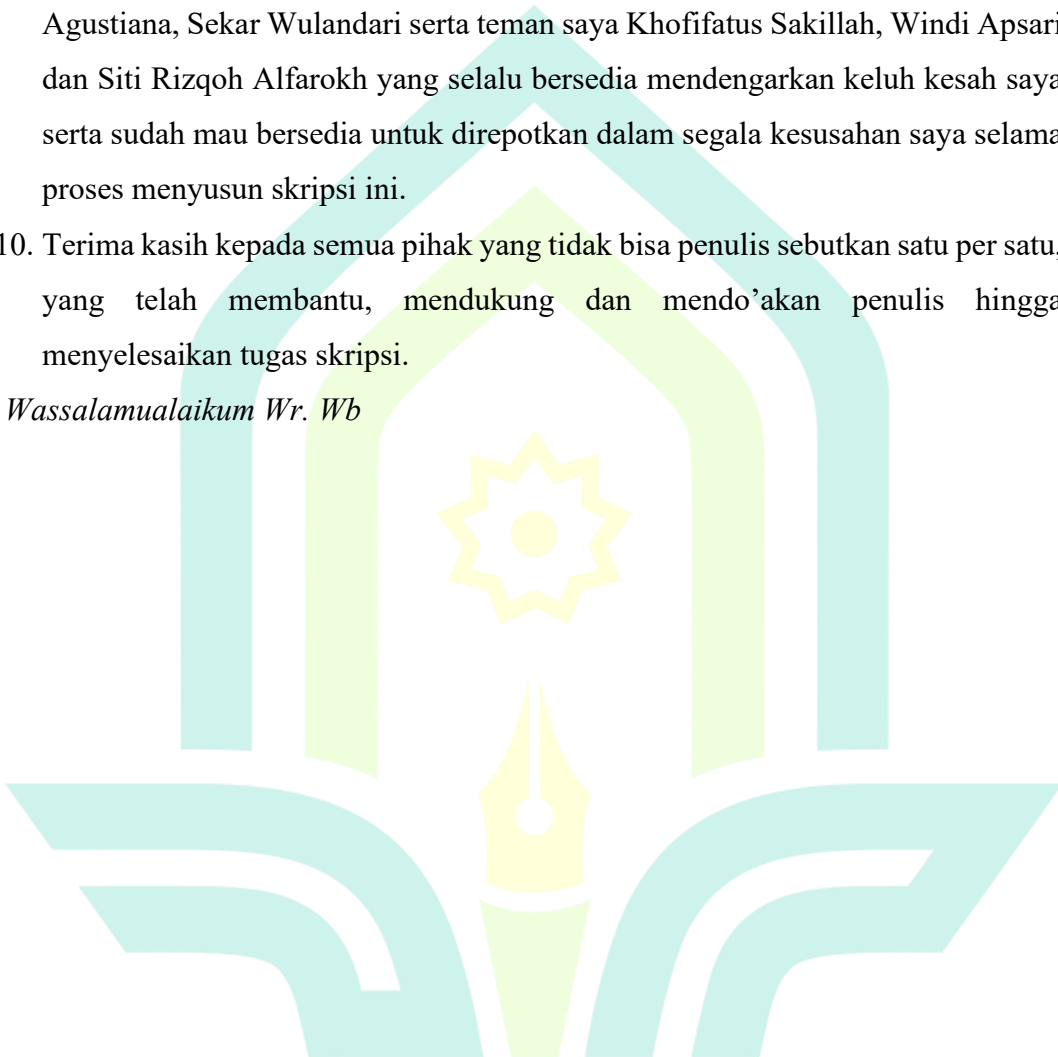 Agustiana, Sekar Wulandari serta teman saya Khofifatus Sakillah, Windi Apsari
dan Siti Rizqoh Alfarokh yang selalu bersedia mendengarkan keluh kesah saya
serta sudah mau bersedia untuk direpotkan dalam segala kesusahan saya selama
proses menyusun skripsi ini.
10. Terima kasih kepada semua pihak yang tidak bisa penulis sebutkan satu per satu,
yang telah membantu, mendukung dan mendo’akan penulis hingga
menyelesaikan tugas skripsi.
Wassalamualaikum Wr. Wb